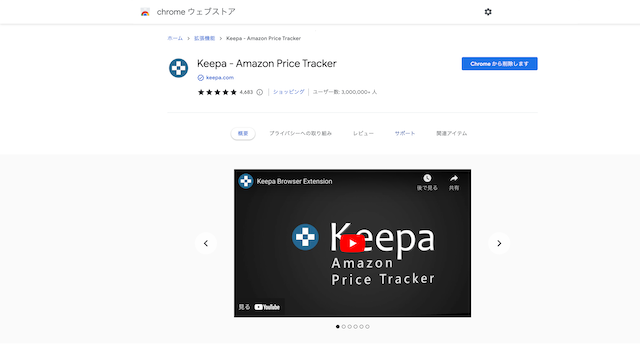 chrome ウェブストア
ホーム > 拡張機能 > Keepa - Amazon Price Tracker
Keepa - Amazon Price Tracker
Chrome から削除します
keepa.com
4,683 ショッピング ユーザー数: 3,000,000+ 人
概要 プライバシーへの取り組み レビュー サポート 関連アイテム
Keepa Browser Extension
後で見る 共有
Keepa
Amazon
Price Tracker
見る YouTube